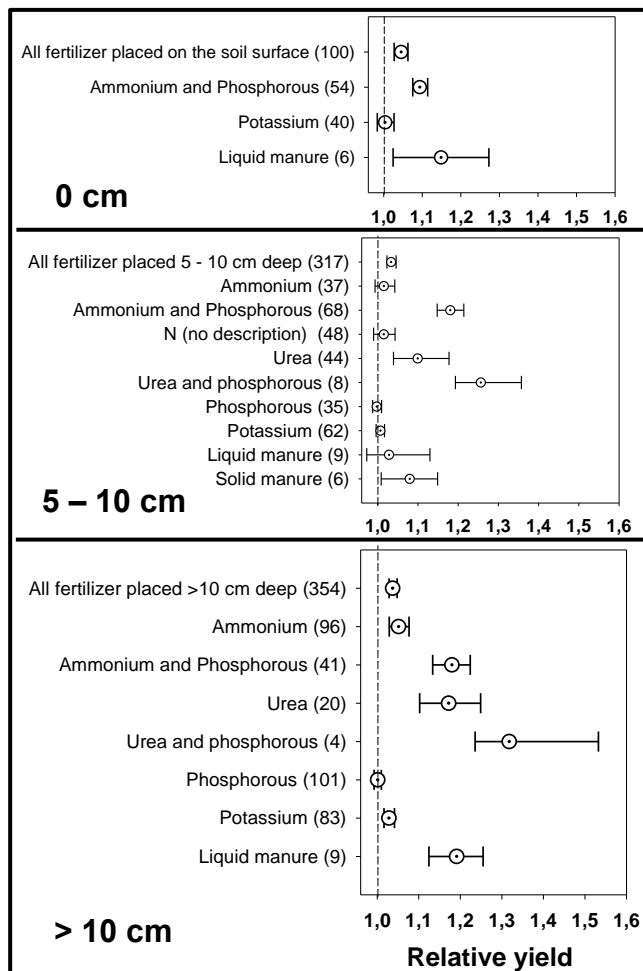 All fertilizer placed on the soil surface (100)
Ammonium and Phosphorous (54)
Potassium (40)
Liquid manure (6)
0 cm
1,0 1,1 1,2 1,3 1,4 1,5 1,6
All fertilizer placed 5 - 10 cm deep (317)
Ammonium (37)
Ammonium and Phosphorous (68)
N (no description) (48)
Urea (44)
Urea and phosphorous (8)
Phosphorous (35)
Potassium (62)
Liquid manure (9)
Solid manure (6)
5 – 10 cm
1,0 1,1 1,2 1,3 1,4 1,5 1,6
All fertilizer placed >10 cm deep (354)
Ammonium (96)
Ammonium and Phosphorous (41)
Urea (20)
Urea and phosphorous (4)
Phosphorous (101)
Potassium (83)
Liquid manure (9)
1,0 1,1 1,2 1,3 1,4 1,5 1,6
> 10 cm
Relative yield